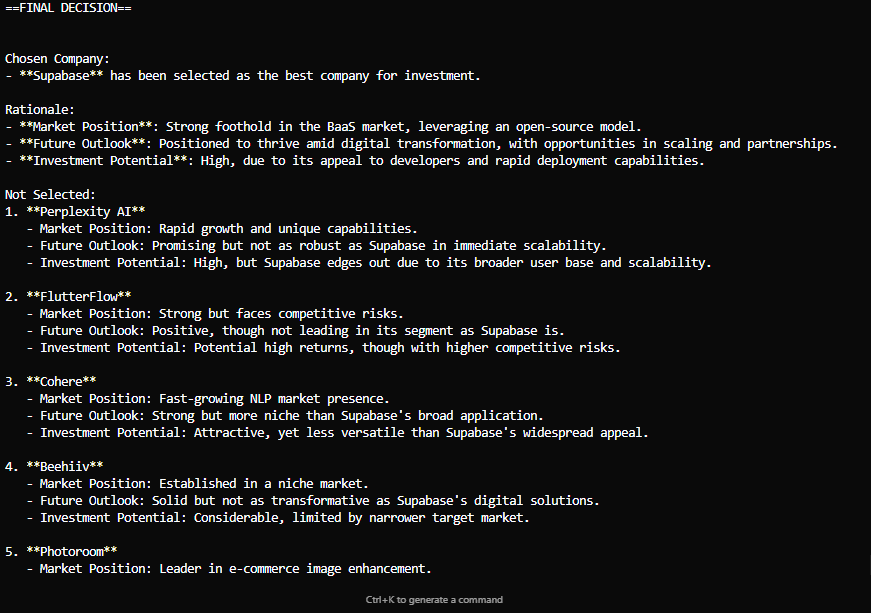 ==FINAL DECISION==
Chosen Company:
- **Supabase** has been selected as the best company for investment.
Rationale:
- **Market Position**: Strong foothold in the BaaS market, leveraging an open-source model.
- **Future Outlook**: Positioned to thrive amid digital transformation, with opportunities in scaling and partnerships.
- **Investment Potential**: High, due to its appeal to developers and rapid deployment capabilities.
Not Selected:
1. **Perplexity AI**
- Market Position: Rapid growth and unique capabilities.
- Future Outlook: Promising but not as robust as Supabase in immediate scalability.
- Investment Potential: High, but Supabase edges out due to its broader user base and scalability.
2. **FlutterFlow**
- Market Position: Strong but faces competitive risks.
- Future Outlook: Positive, though not leading in its segment as Supabase is.
- Investment Potential: Potential high returns, though with higher competitive risks.
3. **Cohere**
- Market Position: Fast-growing NLP market presence.
- Future Outlook: Strong but more niche than Supabase's broad application.
- Investment Potential: Attractive, yet less versatile than Supabase's widespread appeal.
4. **Beehiiv**
- Market Position: Established in a niche market.
- Future Outlook: Solid but not as transformative as Supabase's digital solutions.
- Investment Potential: Considerable, limited by narrower target market.
5. **Photoroom**
- Market Position: Leader in e-commerce image enhancement.
Ctrl+K to generate a command